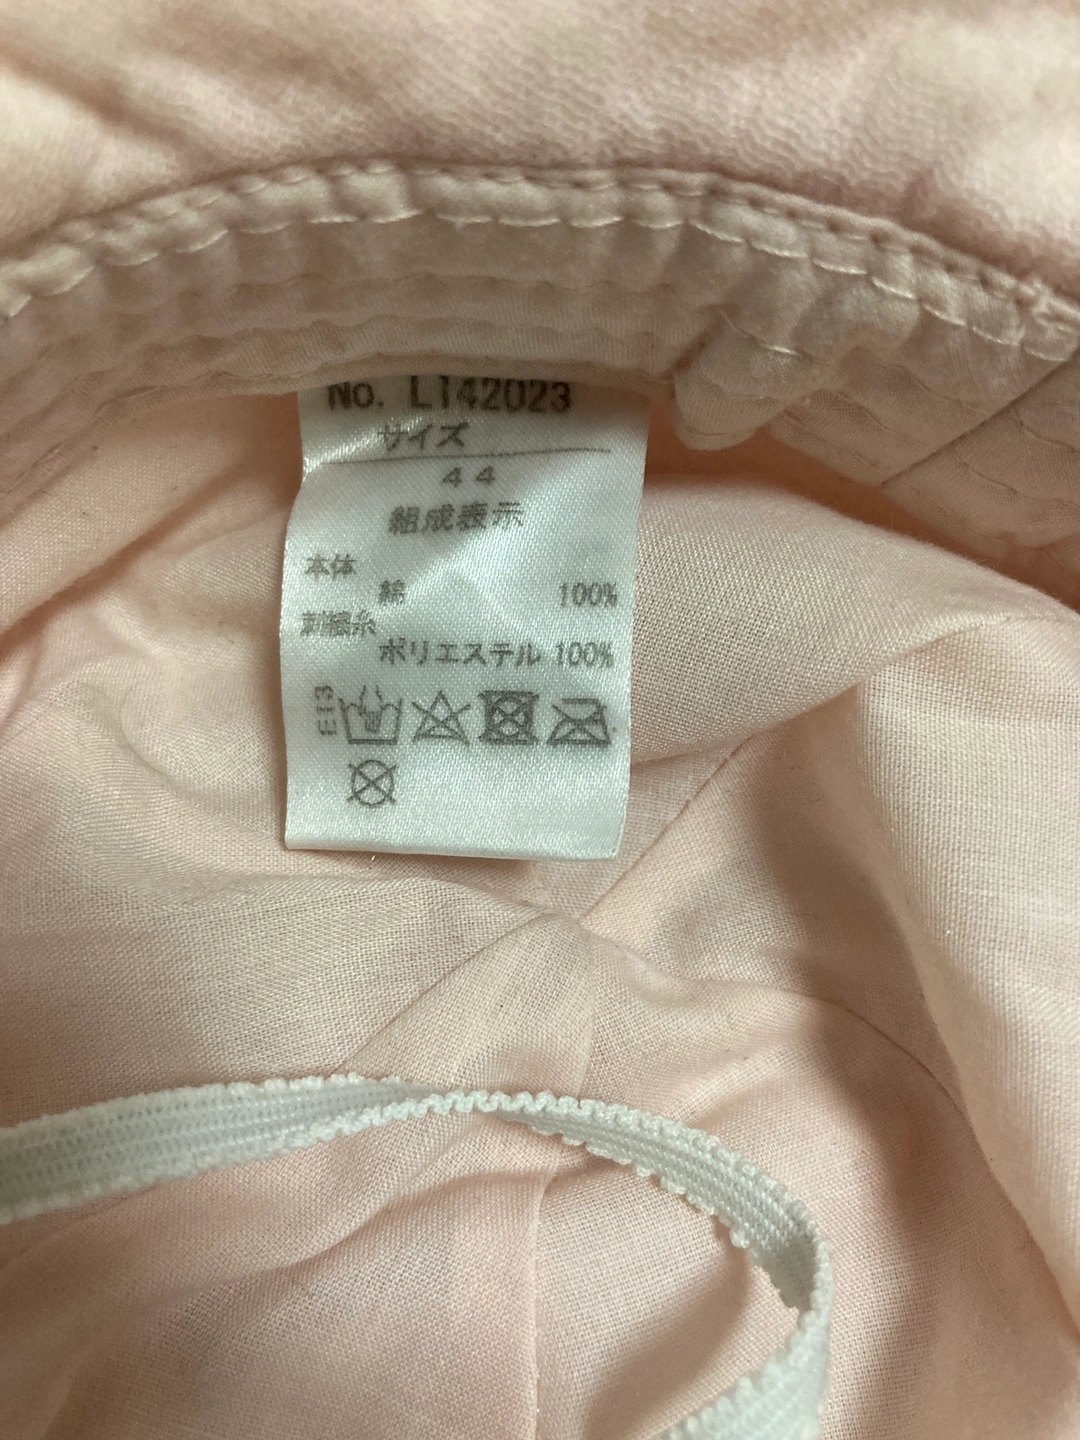 No. L142023
サイズ
44
組成表示
本体
綿 100%
刺繍糸
ポリエステル 100%
E13